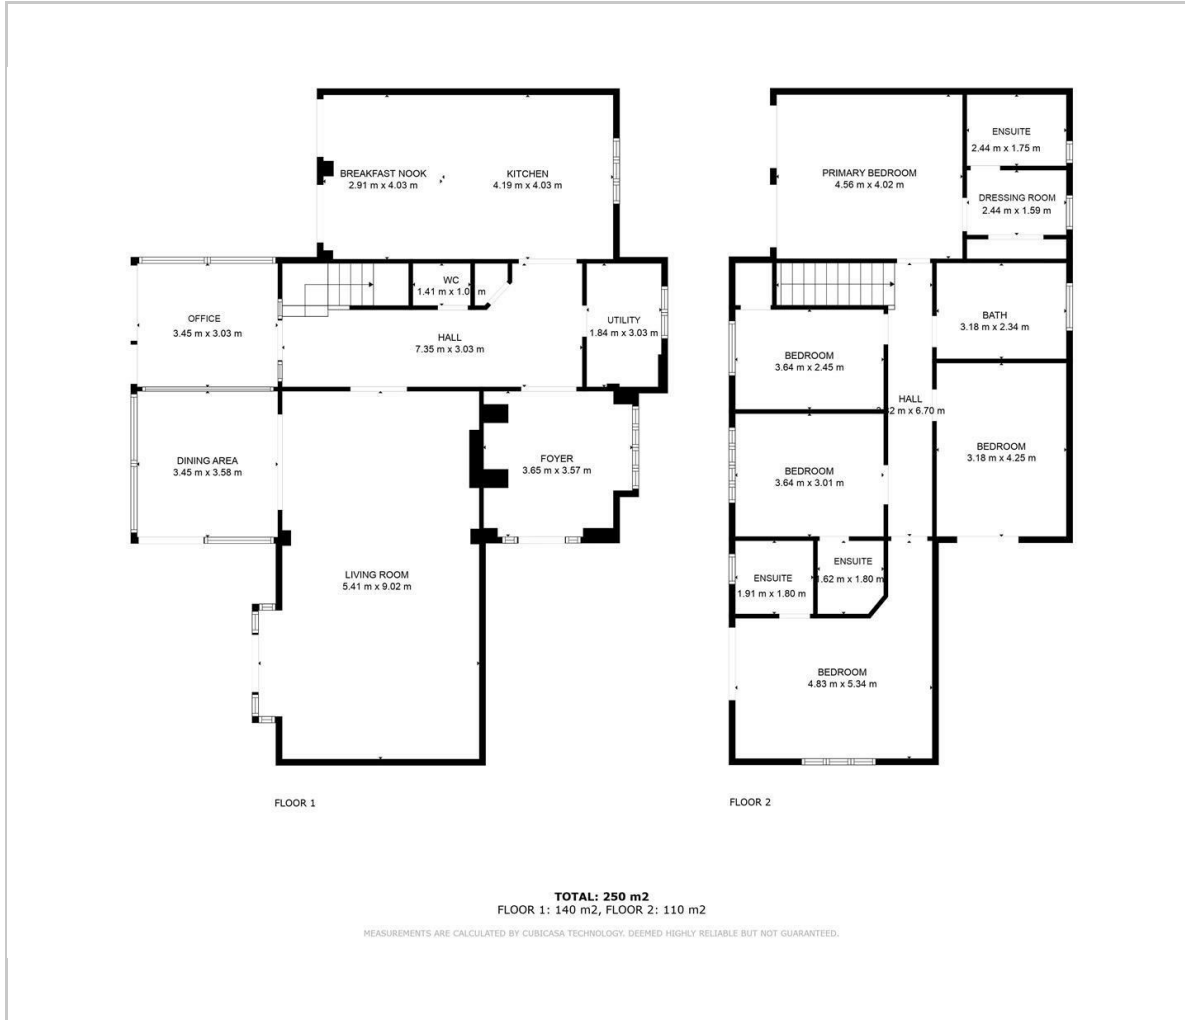 BREAKFAST NOOK
2.91 m x 4.03 m
KITCHEN
4.19 m x 4.03 m
OFFICE
3.45 m x 3.03 m
WC
1.41 m x
HALL
7.35 m x 3.03 m
UTILITY
1.84 m x 3.03 m
DINING AREA
3.45 m x 3.58 m
FOYER
3.65 m x 3.57 m
LIVING ROOM
5.41 m x 9.02 m
FLOOR 1
PRIMARY BEDROOM
4.56 m x 4.02 m
ENSUITE
2.44 m x 1.75 m
DRESSING ROOM
2.44 m x 1.59 m
BATH
3.18 m x 2.34 m
BEDROOM
3.64 m x 2.45 m
HALL
m x 6.70 m
BEDROOM
3.64 m x 3.01 m
BEDROOM
3.18 m x 4.25 m
ENSUITE
1.91 m x 1.80 m
ENSUITE
1.62 m x 1.80 m
BEDROOM
4.83 m x 5.34 m
FLOOR 2
TOTAL: 250 m2
FLOOR 1: 140 m2, FLOOR 2: 110 m2
MEASUREMENTS ARE CALCULATED BY CUBICASA TECHNOLOGY. DEEMED HIGHLY RELIABLE BUT NOT GUARANTEED.